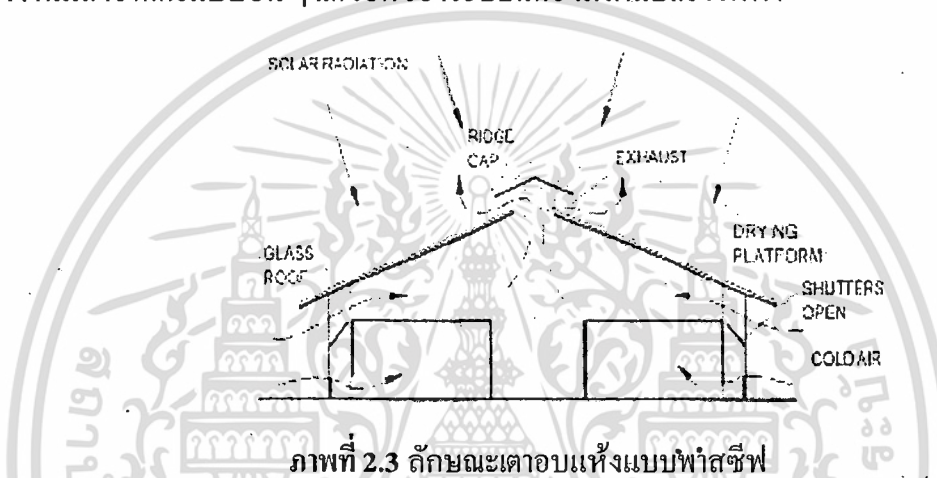 SOLAR RADIATION
RIDGE
CAP
EXHAUST
DRYING
PLATFORM
GLASS
ROOF
SHUTTERS
OPEN
COLD AIR
ภาพที่ 2.3 ลักษณะเตาอบแห้งแบบพาสซีฟ